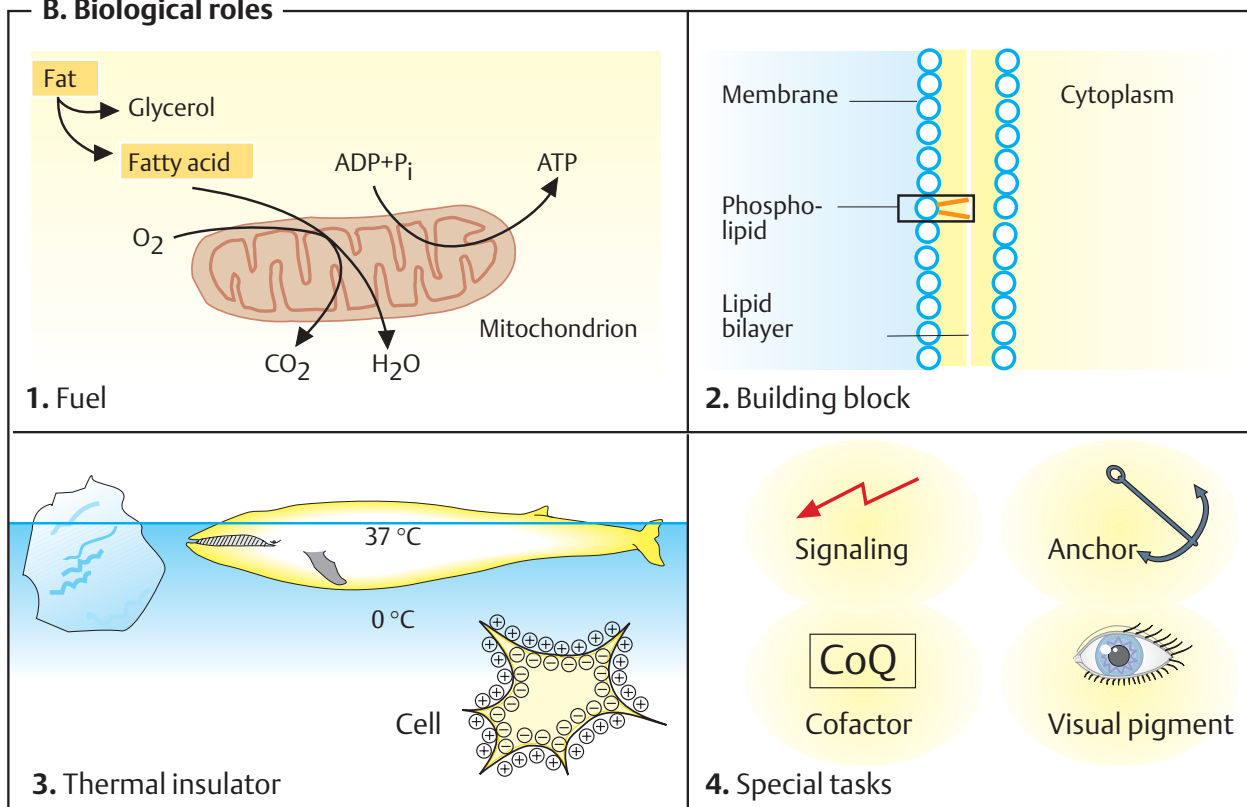 B. Biological roles
Fat
Glycerol
Fatty acid
ADP+Pi
ATP
O2
Mitochondrion
CO2
H2O
1. Fuel
Membrane
Cytoplasm
Phospho-
lipid
Lipid
bilayer
2. Building block
37 °C
0 °C
Cell
3. Thermal insulator
Signaling
Anchor
CoQ
Cofactor
Visual pigment
4. Special tasks